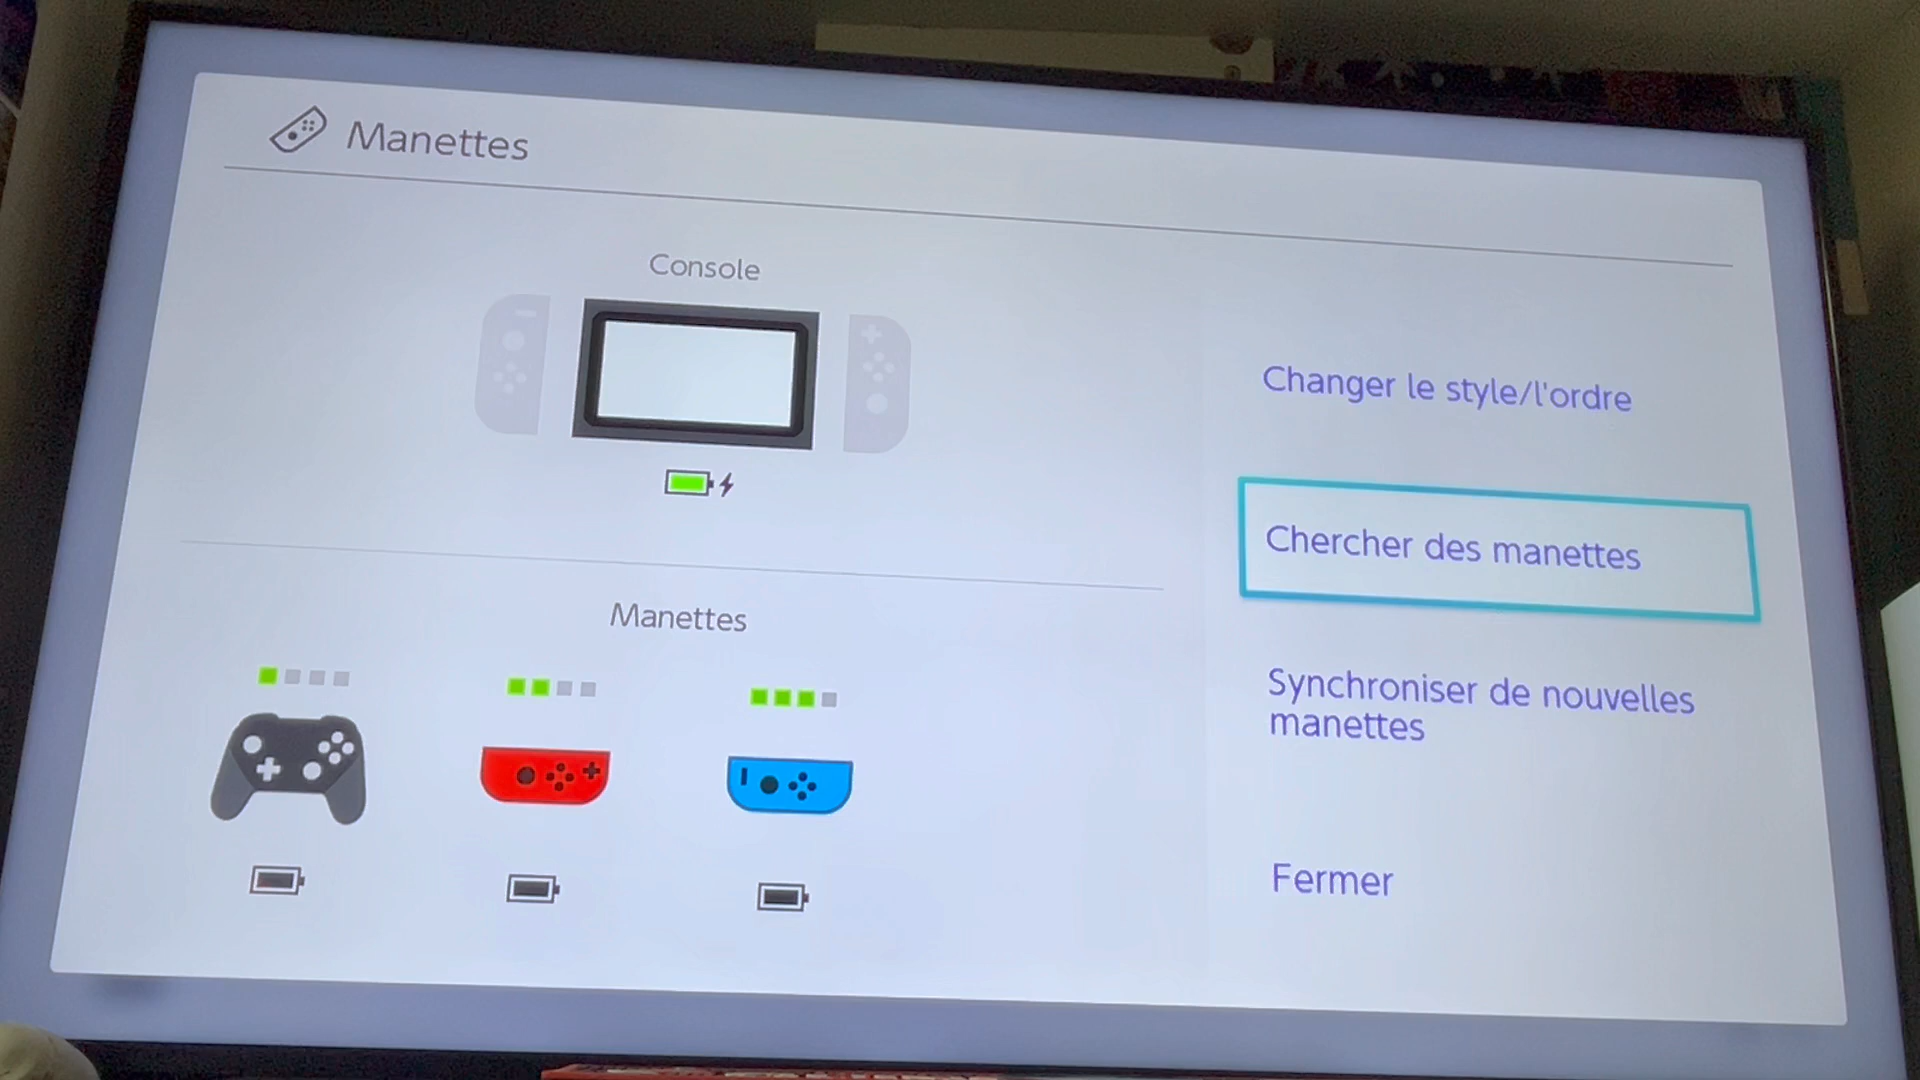 Manettes
Console
Manettes
Changer le style/l'ordre
Chercher des manettes
Synchroniser de nouvelles
manettes
Fermer